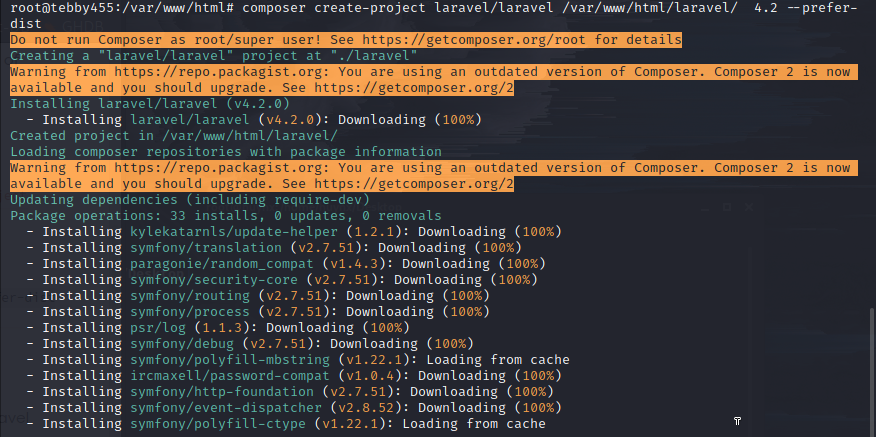 root@tebby455:/var/www/html# composer create-project laravel/laravel /var/www/html/laravel/  4.2 --prefer-
dist
Do not run Composer as root/super user! See https://getcomposer.org/root for details
Creating a "laravel/laravel" project at "./laravel"
Warning from https://repo.packagist.org: You are using an outdated version of Composer. Composer 2 is now
available and you should upgrade. See https://getcomposer.org/2
Installing laravel/laravel (v4.2.0)
  - Installing laravel/laravel (v4.2.0): Downloading (100%)
Created project in /var/www/html/laravel/
Loading composer repositories with package information
Warning from https://repo.packagist.org: You are using an outdated version of Composer. Composer 2 is now
available and you should upgrade. See https://getcomposer.org/2
Updating dependencies (including require-dev)
Package operations: 33 installs, 0 updates, 0 removals
  - Installing kylekatarnls/update-helper (1.2.1): Downloading (100%)
  - Installing symfony/translation (v2.7.51): Downloading (100%)
  - Installing paragonie/random_compat (v1.4.3): Downloading (100%)
  - Installing symfony/security-core (v2.7.51): Downloading (100%)
  - Installing symfony/routing (v2.7.51): Downloading (100%)
  - Installing symfony/process (v2.7.51): Downloading (100%)
  - Installing psr/log (1.1.3): Downloading (100%)
  - Installing symfony/debug (v2.7.51): Downloading (100%)
  - Installing symfony/polyfill-mbstring (v1.22.1): Loading from cache
  - Installing ircmaxell/password-compat (v1.0.4): Downloading (100%)
  - Installing symfony/http-foundation (v2.7.51): Downloading (100%)
  - Installing symfony/event-dispatcher (v2.8.52): Downloading (100%)
  - Installing symfony/polyfill-ctype (v1.22.1): Loading from cache